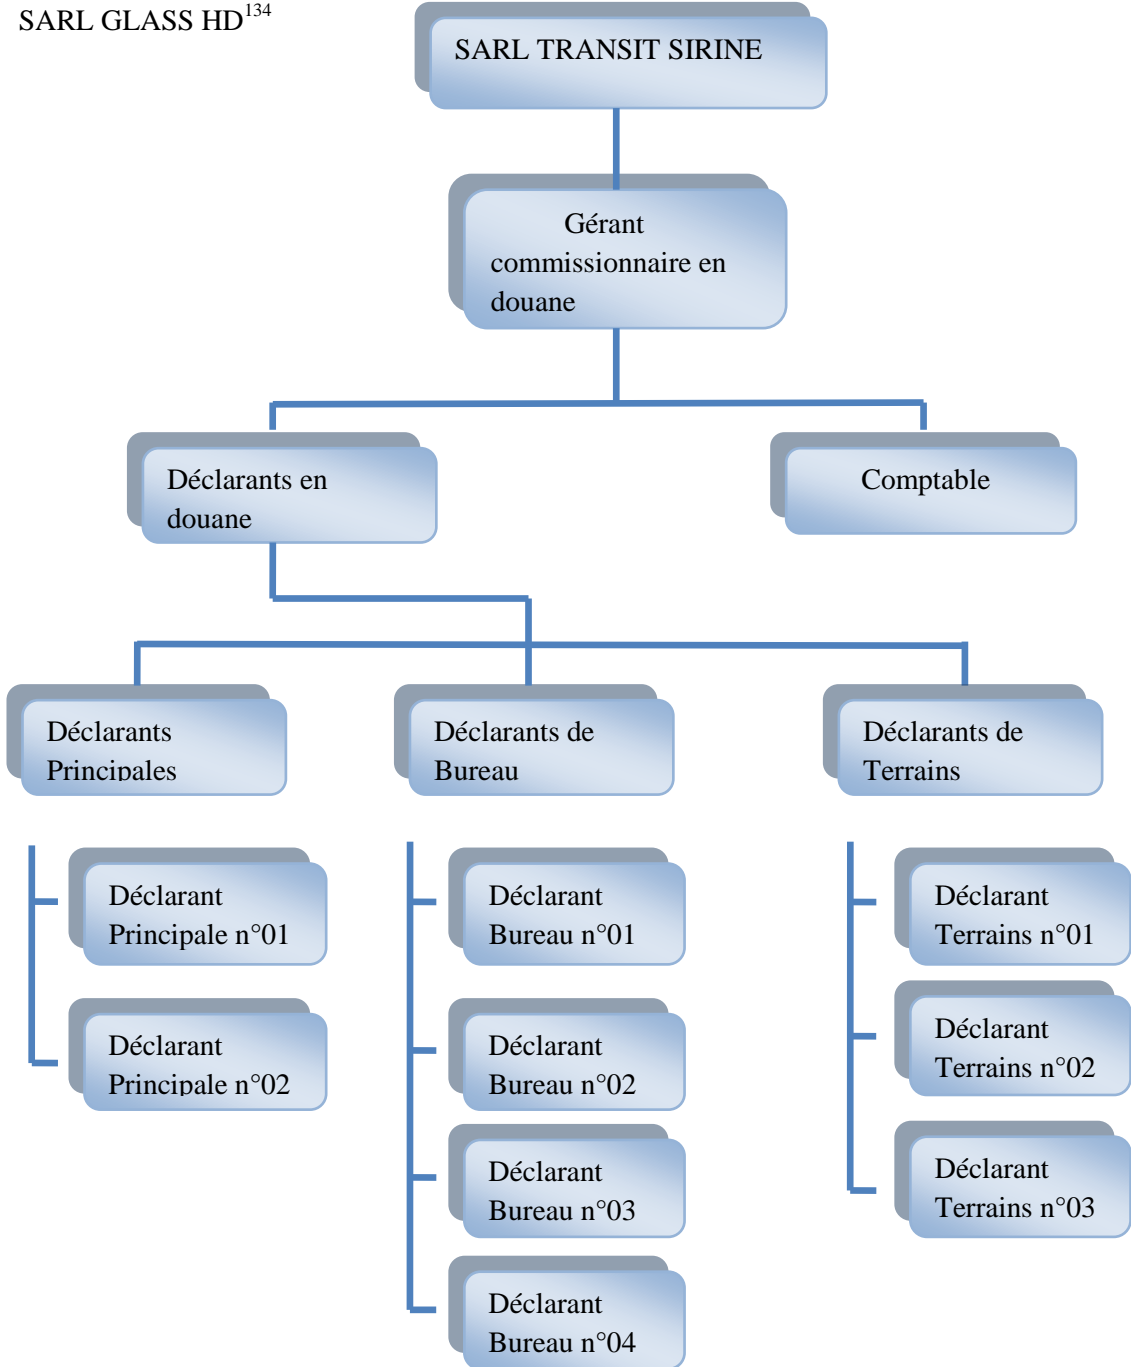 SARL GLASS HD134
SARL TRANSIT SIRINE
Gérant
commissionnaire en
douane
Déclarants en
douane
Comptable
Déclarants
Principales
Déclarants de
Bureau
Déclarants de
Terrains
Déclarant
Principale n°01
Déclarant
Principale n°02
Déclarant
Bureau n°01
Déclarant
Bureau n°02
Déclarant
Bureau n°03
Déclarant
Bureau n°04
Déclarant
Terrains n°01
Déclarant
Terrains n°02
Déclarant
Terrains n°03